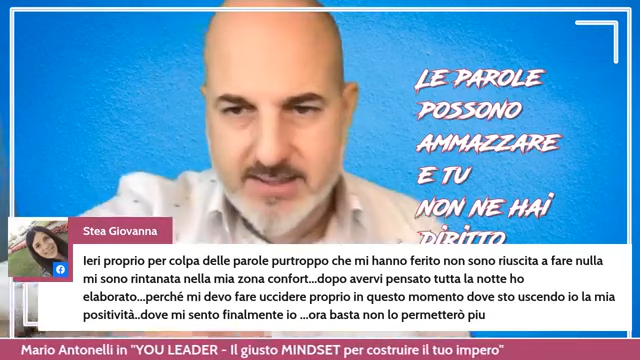 LE PAROLE
POSSONO
AMMAZZARE
E TU
NON NE HAI
DIRITTO
Stea Giovanna
Ieri proprio per colpa delle parole purtroppo che mi hanno ferito non sono riuscita a fare nulla
mi sono rintanata nella mia zona confort...dopo avervi pensato tutta la notte ho
elaborato...perché mi devo fare uccidere proprio in questo momento dove sto uscendo io la mia
positività..dove mi sento finalmente io ...ora basta non lo permetterò piu
Mario Antonelli in "YOU LEADER - Il giusto MINDSET per costruire il tuo impero"